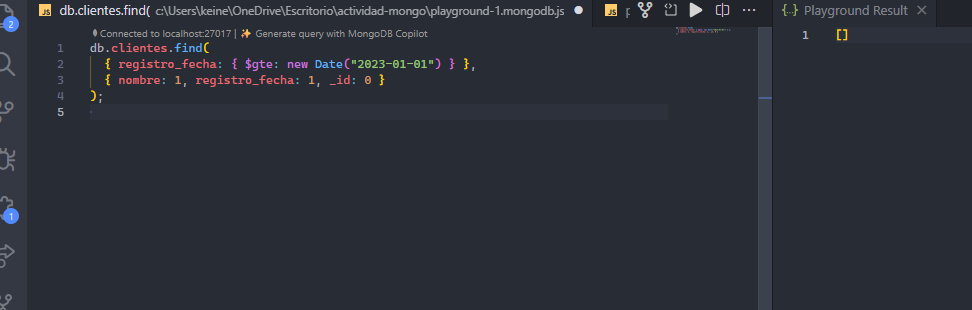 JS db.clientes.find( c:\Users\keine\OneDrive\Escritorio\actividad-mongo\playground-1.mongodb.js
JS p
Playground Result
Connected to localhost:27017 | ✨ Generate query with MongoDB Copilot
1 db.clientes.find(
2 { registro_fecha: { $gte: new Date("2023-01-01") } },
3 { nombre: 1, registro_fecha: 1, _id: 0 }
4 );
5
1 []
2
1